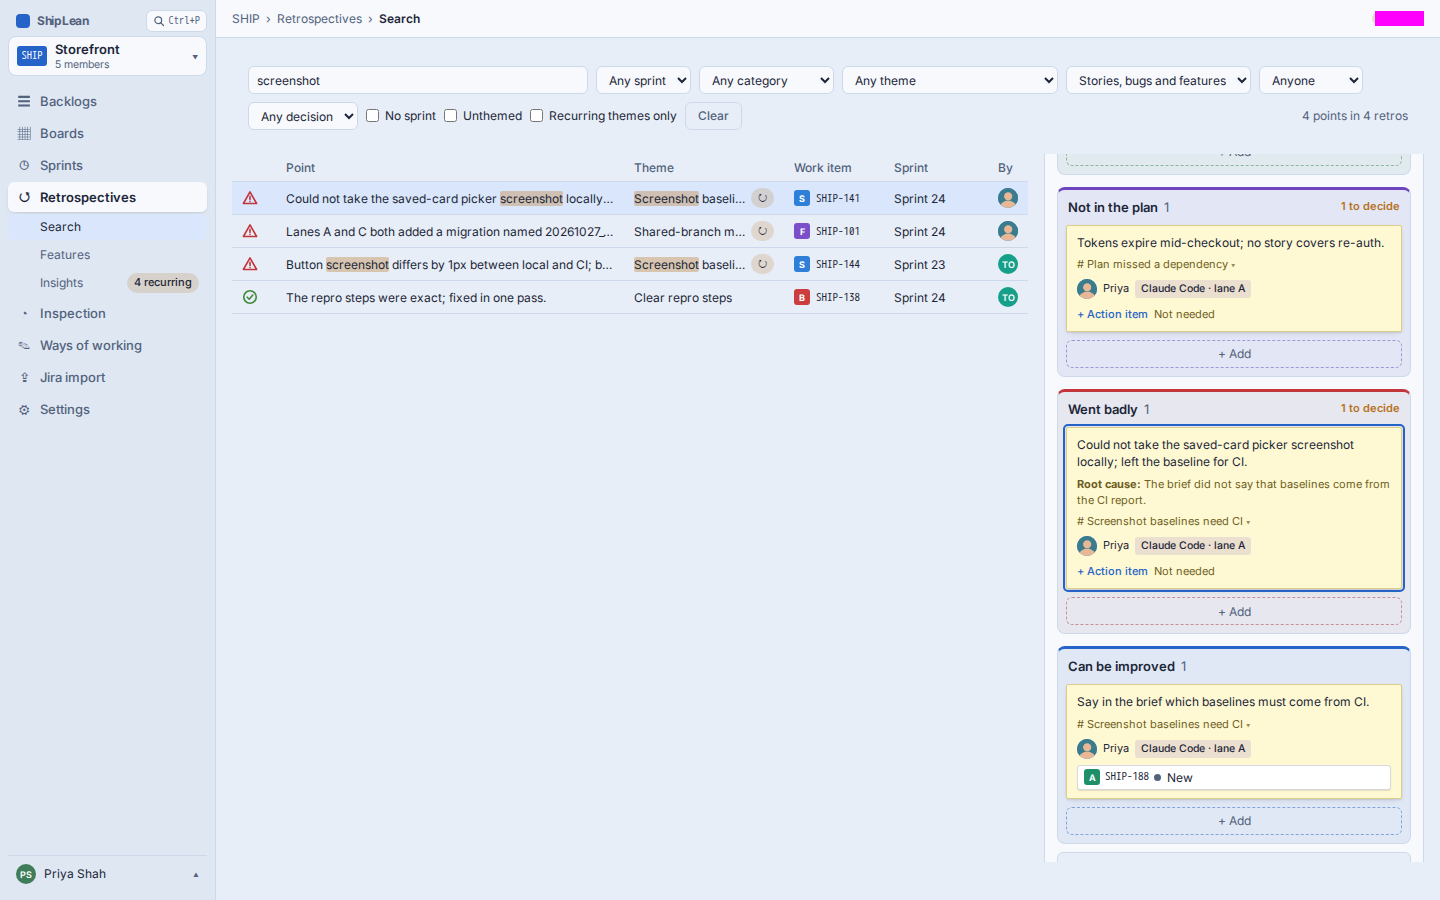 ShipLean
Ctrl+P
SHIP
Storefront
5 members
Backlogs
Boards
Sprints
Retrospectives
Search
Features
Insights
4 recurring
Inspection
Ways of working
Jira import
Settings
PS
Priya Shah
SHIP › Retrospectives › Search
screenshot
Any sprint
Any category
Any theme
Stories, bugs and features
Anyone
Any decision
No sprint
Unthemed
Recurring themes only
Clear
4 points in 4 retros
Point Theme Work item Sprint By
Could not take the saved-card picker screenshot locally... Screenshot baseli... S SHIP-141 Sprint 24
Lanes A and C both added a migration named 20261027_... Shared-branch m... F SHIP-101 Sprint 24
Button screenshot differs by 1px between local and CI; b... Screenshot baseli... S SHIP-144 Sprint 23 TO
The repro steps were exact; fixed in one pass. Clear repro steps B SHIP-138 Sprint 24 TO
+ Add
Not in the plan 1
1 to decide
Tokens expire mid-checkout; no story covers re-auth.
# Plan missed a dependency
Priya Claude Code · lane A
+ Action item Not needed
+ Add
Went badly 1
1 to decide
Could not take the saved-card picker screenshot
locally; left the baseline for CI.
Root cause: The brief did not say that baselines come from
the CI report.
# Screenshot baselines need CI
Priya Claude Code · lane A
+ Action item Not needed
+ Add
Can be improved 1
Say in the brief which baselines must come from CI.
# Screenshot baselines need CI
Priya Claude Code · lane A
A SHIP-188 New
+ Add